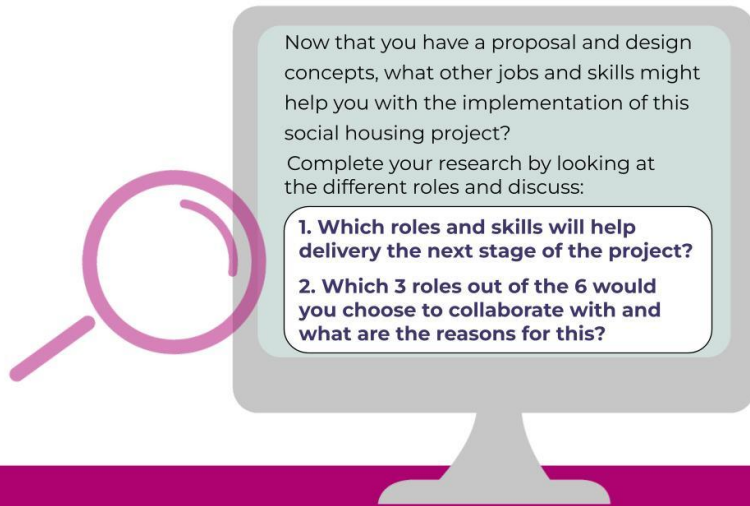 Now that you have a proposal and design
concepts, what other jobs and skills might
help you with the implementation of this
social housing project?
Complete your research by looking at
the different roles and discuss:
1. Which roles and skills will help
delivery the next stage of the project?
2. Which 3 roles out of the 6 would
you choose to collaborate with and
what are the reasons for this?